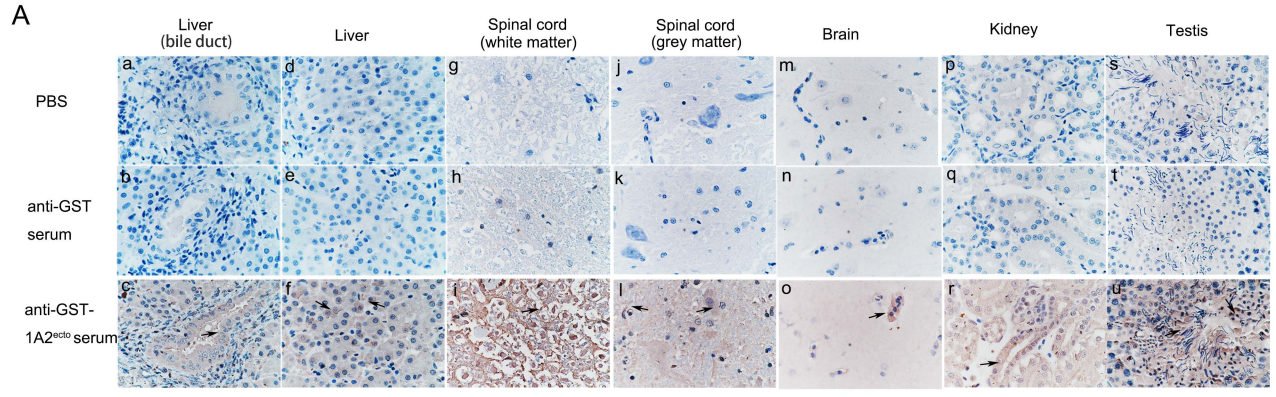 A
Liver
(bile duct)
Liver
Spinal cord
(white matter)
Spinal cord
(grey matter)
Brain
Kidney
Testis
PBS
a
d
g
j
m
p
s
anti-GST
serum
b
e
h
k
n
q
t
anti-GST-
1A2ecto serum
c
f
i
l
o
r
u